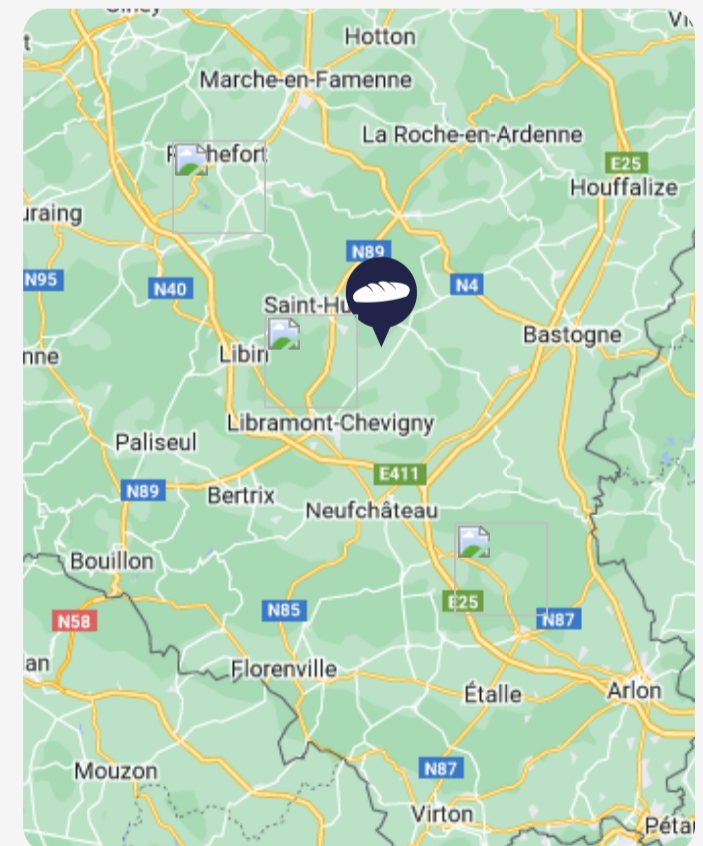 Hotton
Marche-en-Famenne
La Roche-en-Ardenne
E25
Houffalize
N89
N95
N40
N4
Bastogne
Libramont-Chevigny
Paliseul
E411
N89
Bertrix
Neufchâteau
Bouillon
N85
E25
N87
N58
Florenville
Étalle
Arlon
Mouzon
N87
Virton